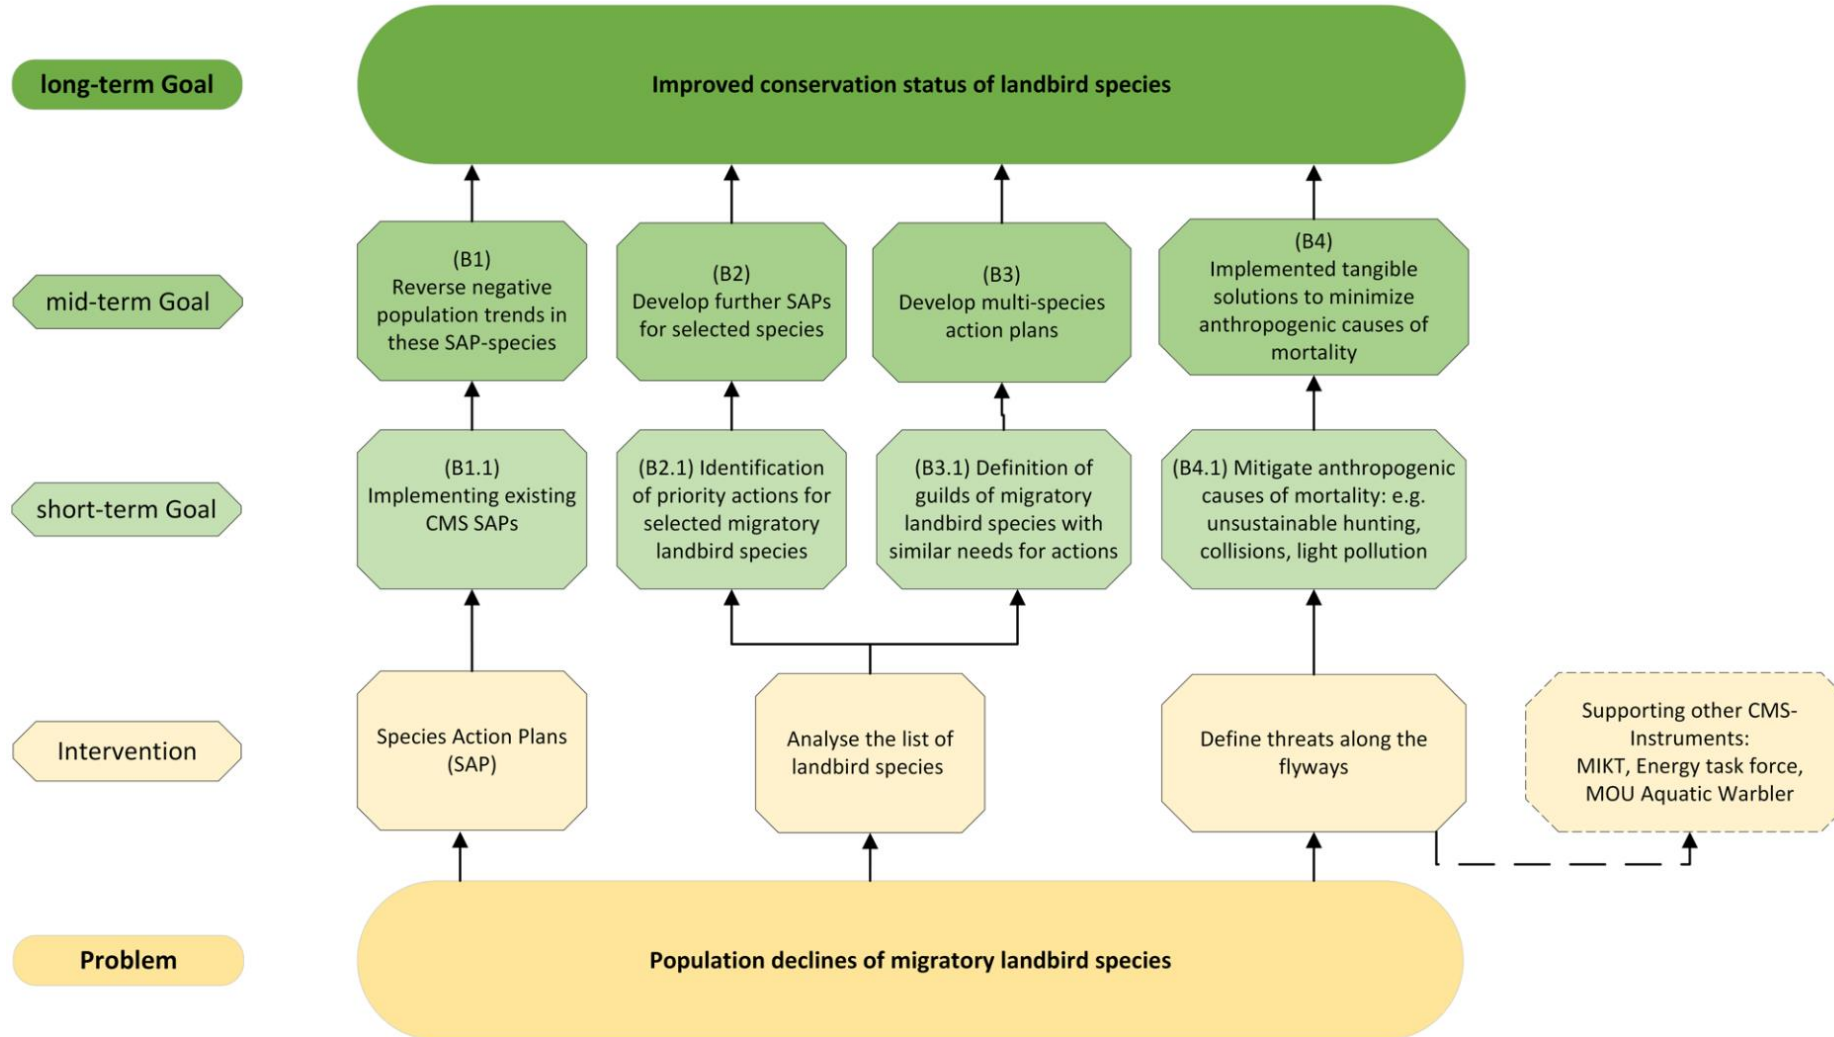 long-term Goal
Improved conservation status of landbird species
mid-term Goal
(B1)
Reverse negative
population trends in
these SAP-species
(B2)
Develop further SAPs
for selected species
(B3)
Develop multi-species
action plans
(B4)
Implemented tangible
solutions to minimize
anthropogenic causes of
mortality
short-term Goal
(B1.1)
Implementing existing
CMS SAPs
(B2.1) Identification
of priority actions for
selected migratory
landbird species
(B3.1) Definition of
guilds of migratory
landbird species with
similar needs for actions
(B4.1) Mitigate anthropogenic
causes of mortality: e.g.
unsustainable hunting,
collisions, light pollution
Intervention
Species Action Plans
(SAP)
Analyse the list of
landbird species
Define threats along the
flyways
Supporting other CMS-
Instruments:
MIKT, Energy task force,
MOU Aquatic Warbler
Problem
Population declines of migratory landbird species